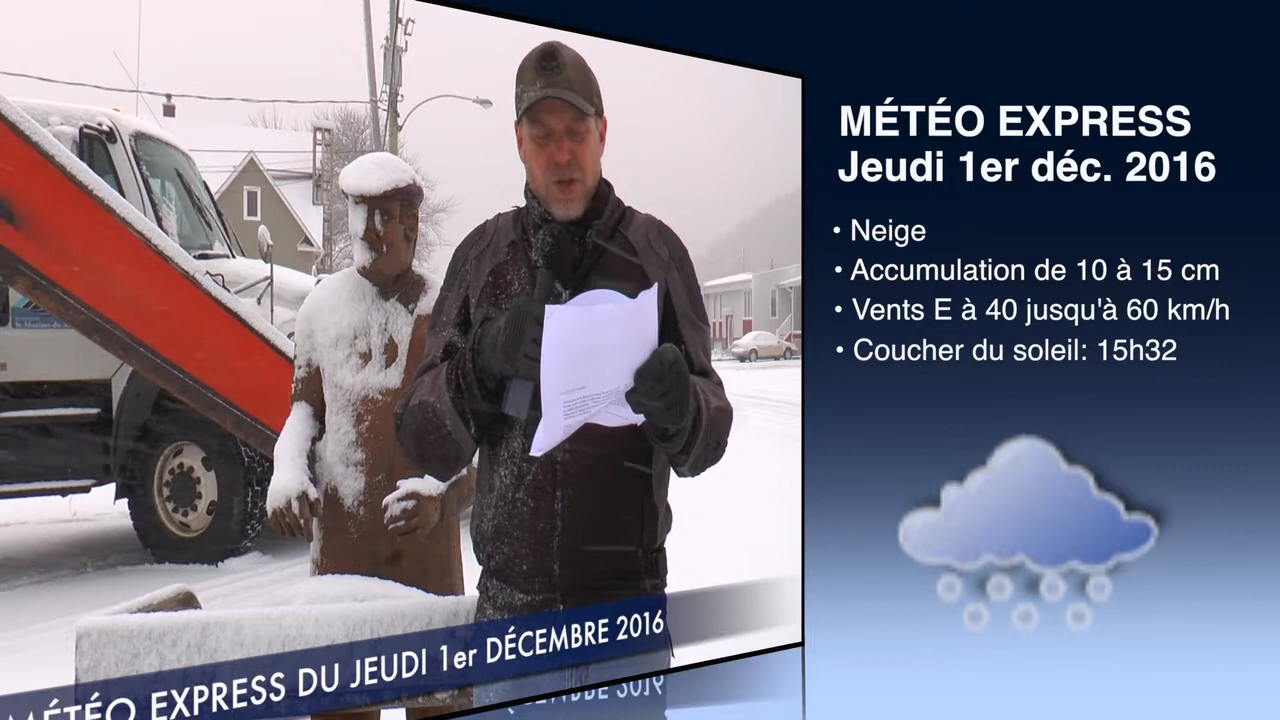 MÉTÉO EXPRESS
Jeudi 1er déc. 2016
• Neige
• Accumulation de 10 à 15 cm
• Vents E à 40 jusqu'à 60 km/h
• Coucher du soleil: 15h32
MÉTÉO EXPRESS DU JEUDI 1er DÉCEMBRE 2016